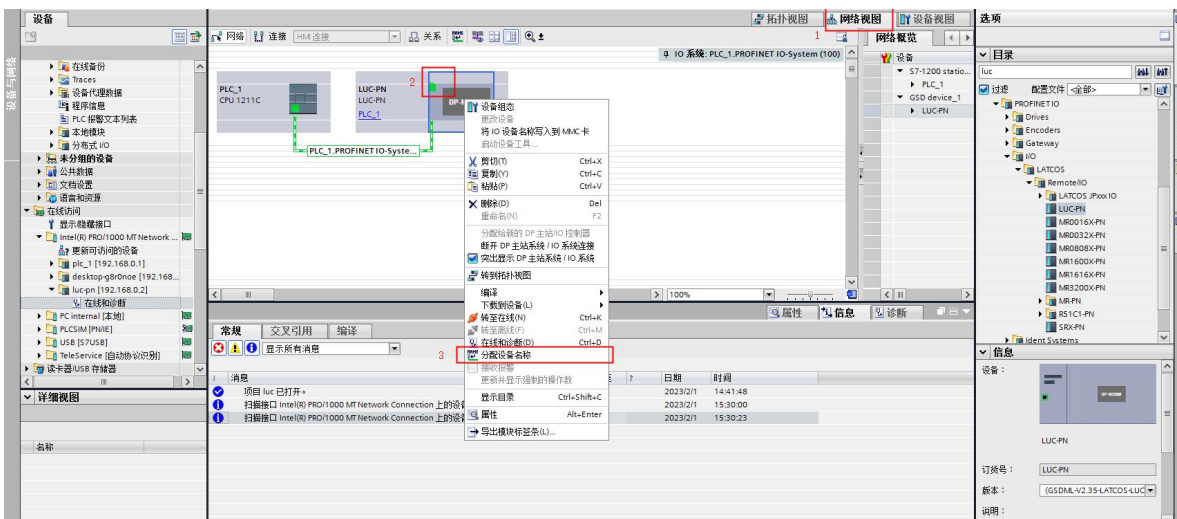 设备
拓扑视图
网络视图
设备视图
选项
网络
连接
HMI 连接
关系
1
网络概览
4 IO 系统: PLC_1.PROFINET IO-System (100)
设备与网络
在线备份
Traces
设备代理数据
程序信息
PLC 报警文本列表
本地模块
分布式 I/O
未分组的设备
公共数据
文档设置
语言和资源
在线访问
显示/隐藏接口
Intel(R) PRO/1000 MT Network ...
更新可访问的设备
plc_1 [192.168.0.1]
desktop-g8r0noe [192.168...
luc-pn [192.168.0.2]
在线和诊断
PC internal [本地]
PLCSIM [PN/IE]
USB [S7USB]
TeleService [自动协议识别]
读卡器/USB 存储器
详细视图
名称
PLC_1
CPU 1211C
LUC-PN
LUC-PN
PLC_1
2
PLC_1.PROFINET IO-Syste...
设备组态
更改设备
将 IO 设备名称写入到 MMC 卡
启动设备工具...
剪切(T) Ctrl+X
复制(Y) Ctrl+C
粘贴(P) Ctrl+V
删除(D) Del
重命名(N) F2
分配给新的 DP 主站/IO 控制器
断开 DP 主站系统 / IO 系统连接
突出显示 DP 主站系统 / IO 系统
转到拓扑视图
编译
下载到设备(L)
转至在线(N) Ctrl+K
转至离线(F) Ctrl+M
在线和诊断(D) Ctrl+D
3
分配设备名称
接收报警
更新并显示强制的操作数
显示目录 Ctrl+Shift+C
属性 Alt+Enter
导出模块标签条(L)...
100%
属性
信息
诊断
常规
交叉引用
编译
显示所有消息
! 消息 ? 日期 时间
项目 luc 已打开。 2023/2/1 14:41:48
扫描接口 Intel(R) PRO/1000 MT Network Connection 上的设备 2023/2/1 15:30:00
扫描接口 Intel(R) PRO/1000 MT Network Connection 上的设备 2023/2/1 15:30:23
设备
S7-1200 statio...
PLC_1
GSD device_1
LUC-PN
目录
luc
过滤
配置文件 <全部>
PROFINET IO
Drives
Encoders
Gateway
I/O
LATCOS
RemoteIO
LATCOS JPxxx IO
LUC-PN
MR0016X-PN
MR0032X-PN
MR0808X-PN
MR1600X-PN
MR1616X-PN
MR3200X-PN
MR-PN
R51C1-PN
SRX-PN
Ident Systems
信息
设备：
DP-NORM
LUC-PN
订货号： LUC-PN
版本： (GSDML-V2.35-LATCOS-LUC
说明：